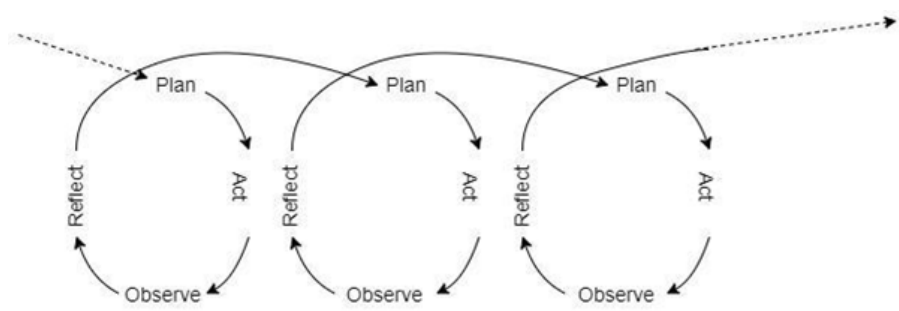 Plan
Act
Observe
Reflect
Plan
Act
Observe
Reflect
Plan
Act
Observe
Reflect